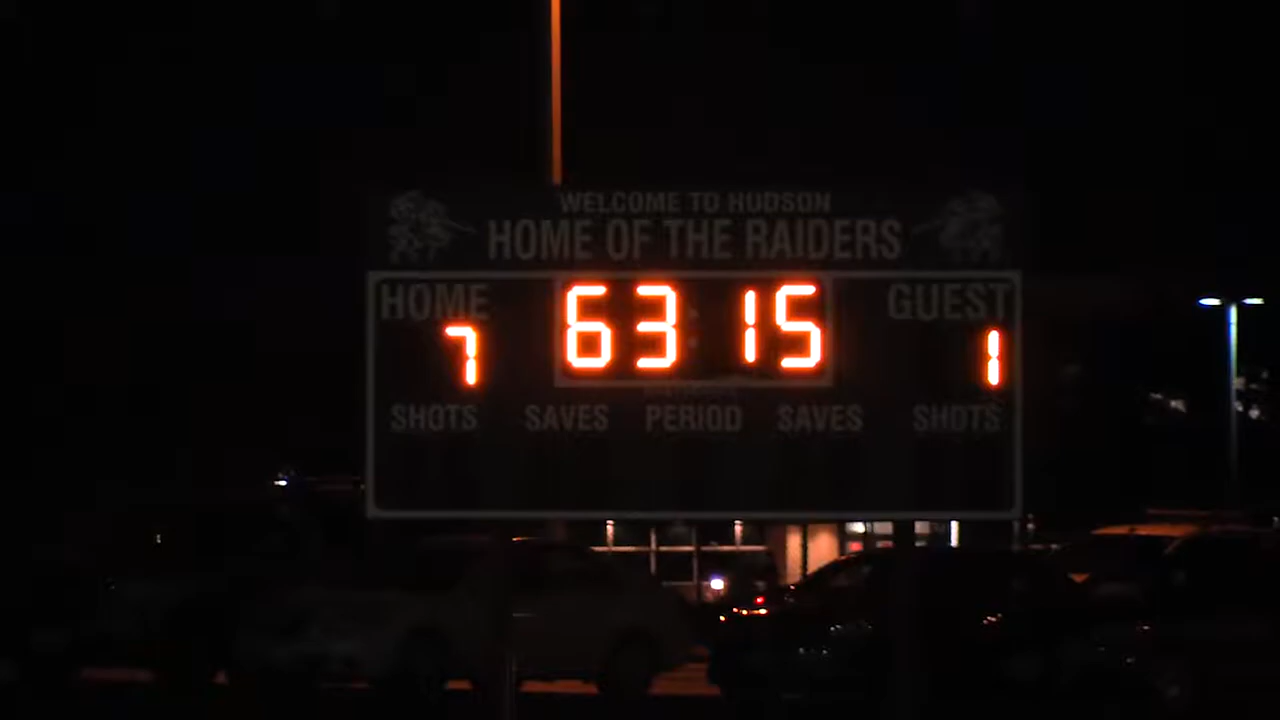 WELCOME TO HUDSON
HOME OF THE RAIDERS
HOME 63:15 GUEST
7 1
SHOTS SAVES PERIOD SAVES SHOTS